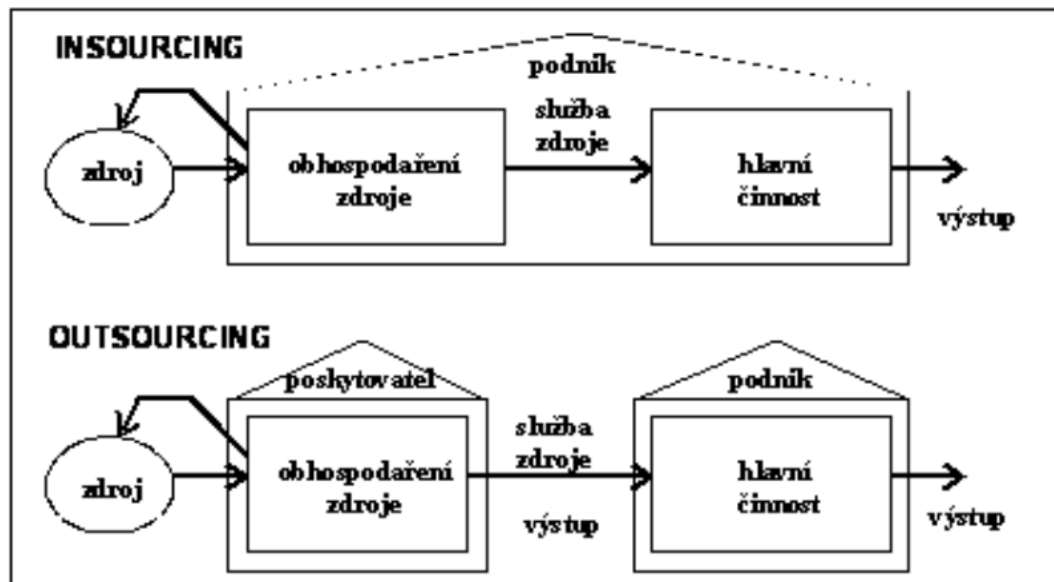 INSOURCING
podnik
služba
zdroje
zdroj
obhospodaření
zdroje
hlavní
činnost
výstup
OUTSOURCING
poskytovatel
podnik
služba
zdroje
zdroj
obhospodaření
zdroje
výstup
hlavní
činnost
výstup